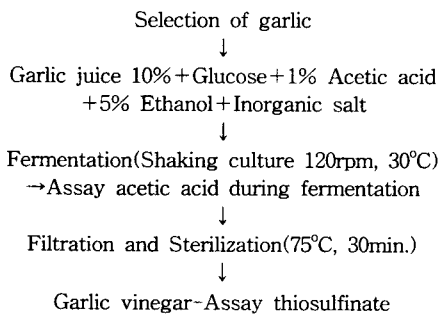 Selection of garlic
↓
Garlic juice 10%+Glucose+1% Acetic acid
+5% Ethanol+Inorganic salt
↓
Fermentation(Shaking culture 120rpm, 30°C)
→Assay acetic acid during fermentation
↓
Filtration and Sterilization(75°C, 30min.)
↓
Garlic vinegar-Assay thiosulfinate